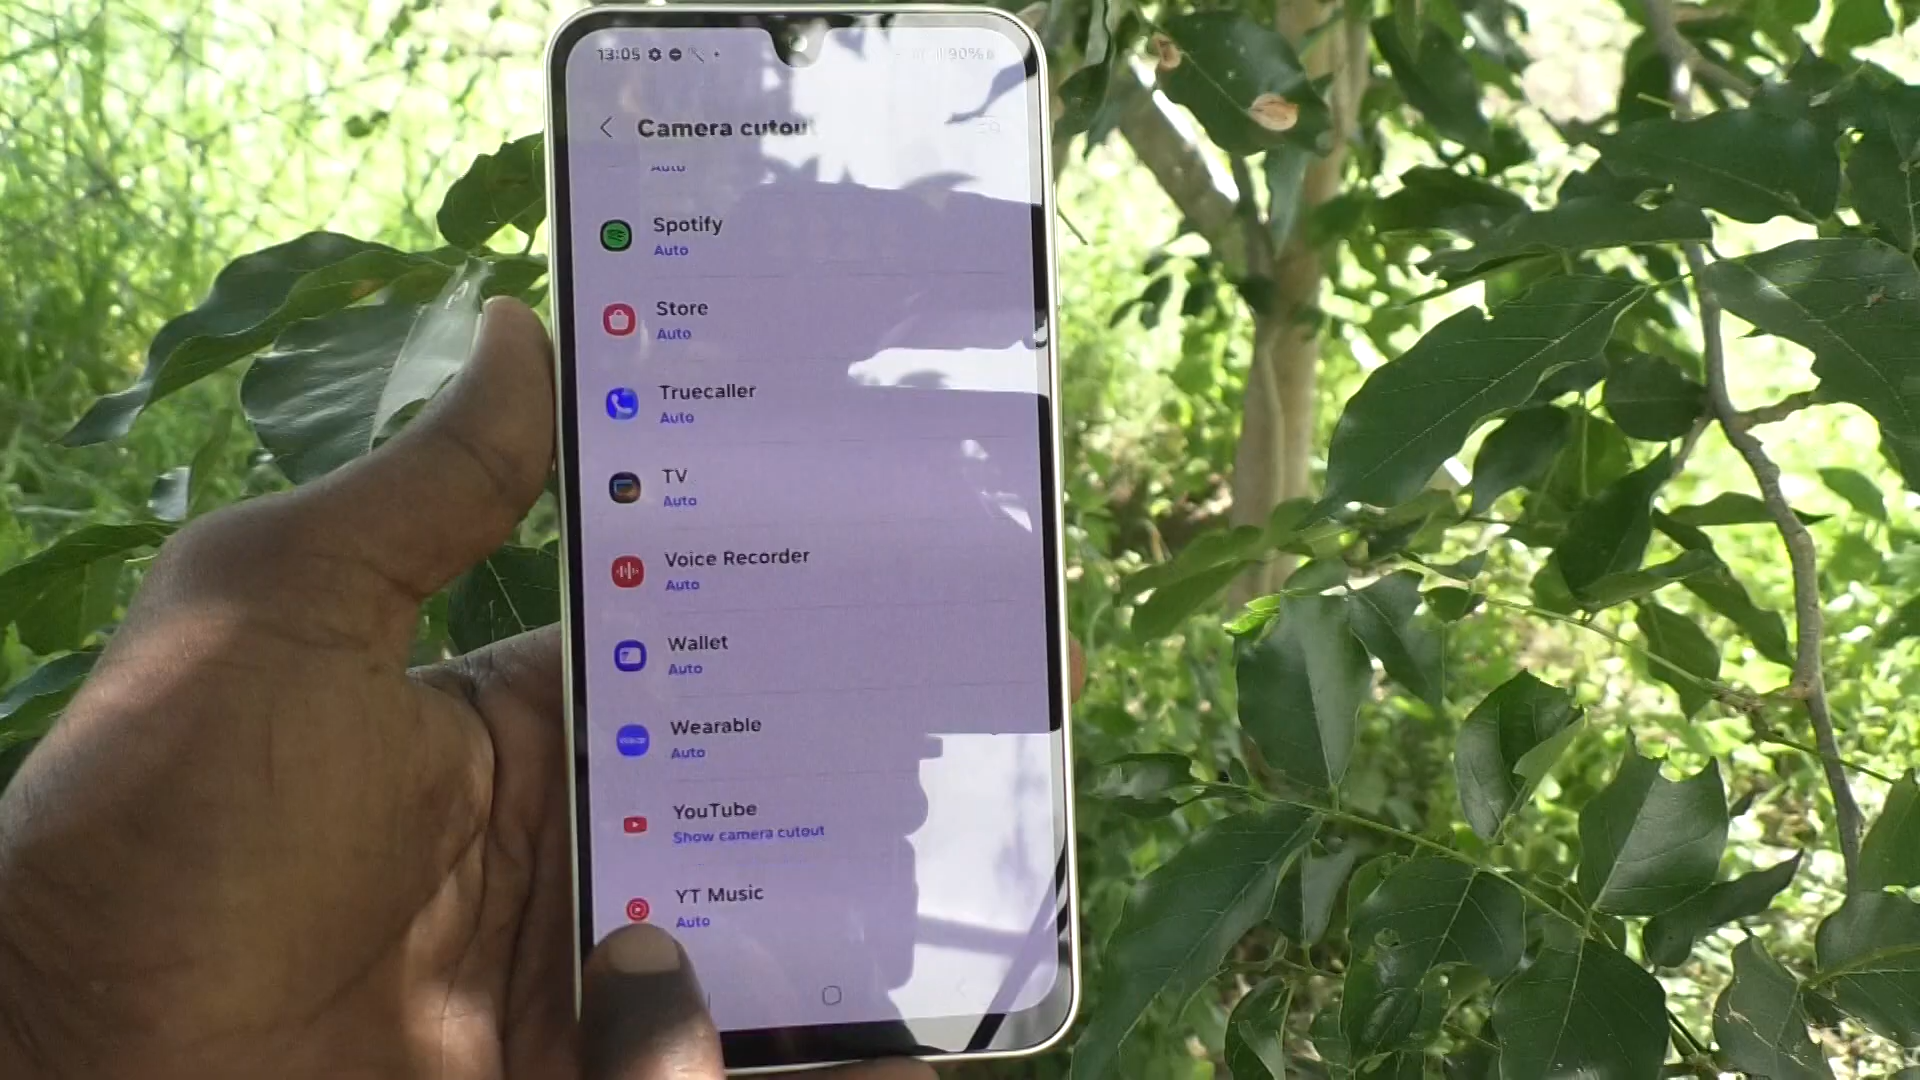 13:05
90%
Camera cutout
Auto
Spotify
Auto
Store
Auto
Truecaller
Auto
TV
Auto
Voice Recorder
Auto
Wallet
Auto
Wearable
Auto
YouTube
Show camera cutout
YT Music
Auto